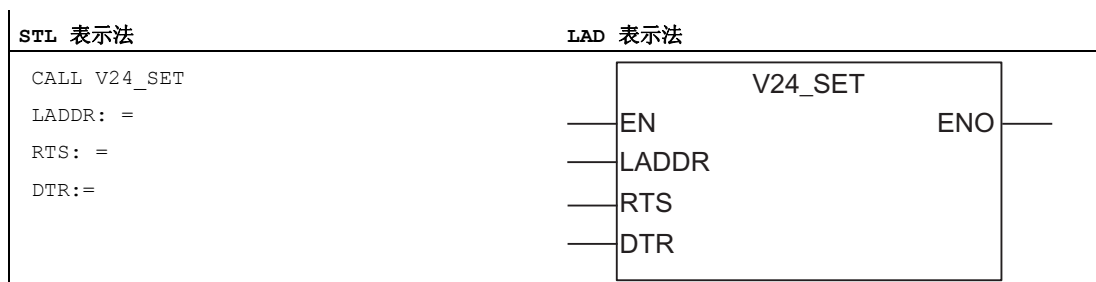 STL 表示法
LAD 表示法
CALL V24_SET
LADDR: =
RTS: =
DTR:=
V24_SET
EN
ENO
LADDR
RTS
DTR